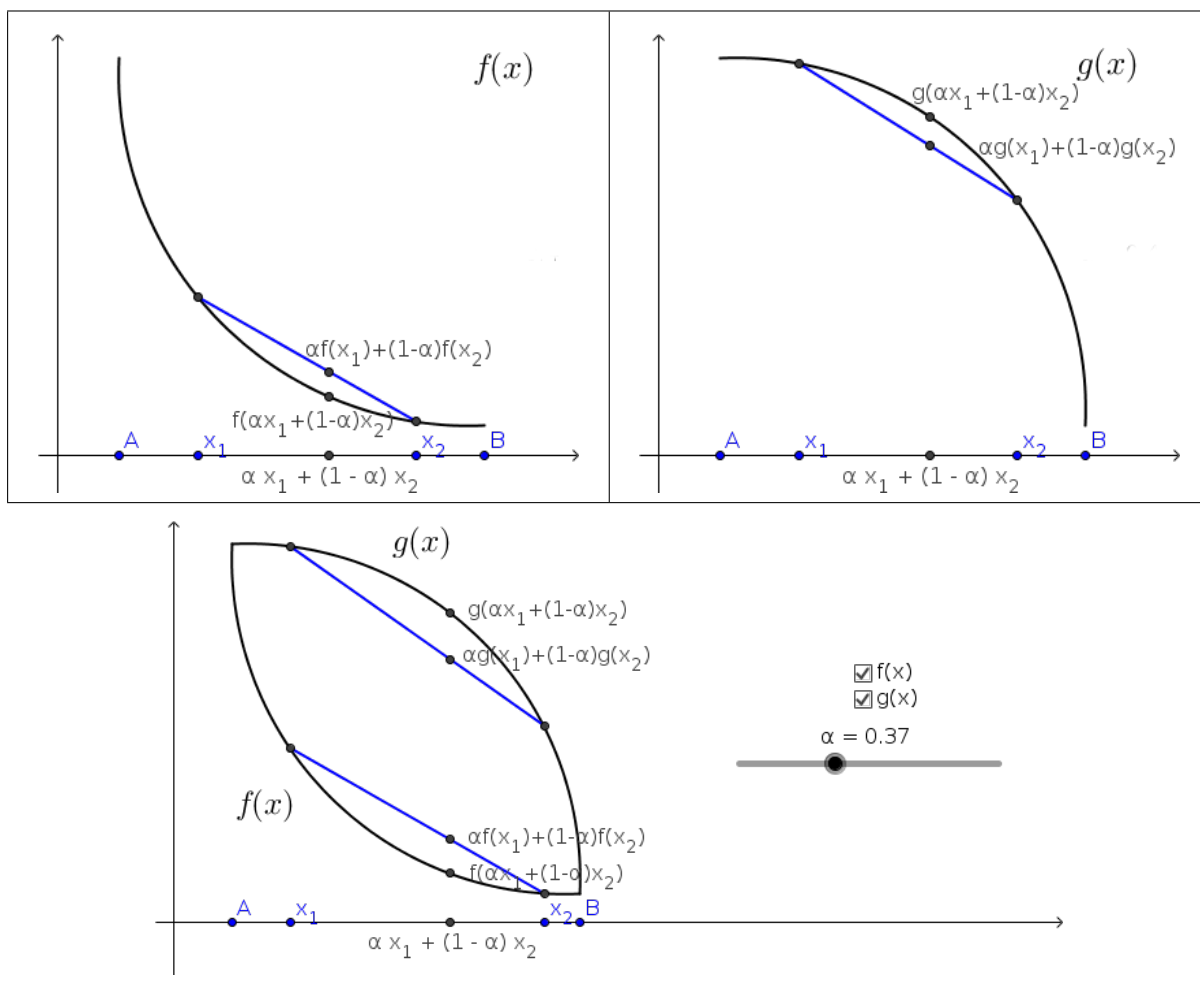 f(x)
αf(x₁)+(1-α)f(x₂)
f(αx₁+(1-α)x₂)
A x₁ x₂ B
α x₁ + (1 - α) x₂
g(x)
g(αx₁+(1-α)x₂)
αg(x₁)+(1-α)g(x₂)
A x₁ x₂ B
α x₁ + (1 - α) x₂
g(x)
g(αx₁+(1-α)x₂)
αg(x₁)+(1-α)g(x₂)
f(x)
αf(x₁)+(1-α)f(x₂)
f(αx₁+(1-α)x₂)
A x₁ x₂ B
α x₁ + (1 - α) x₂
f(x)
g(x)
α = 0.37